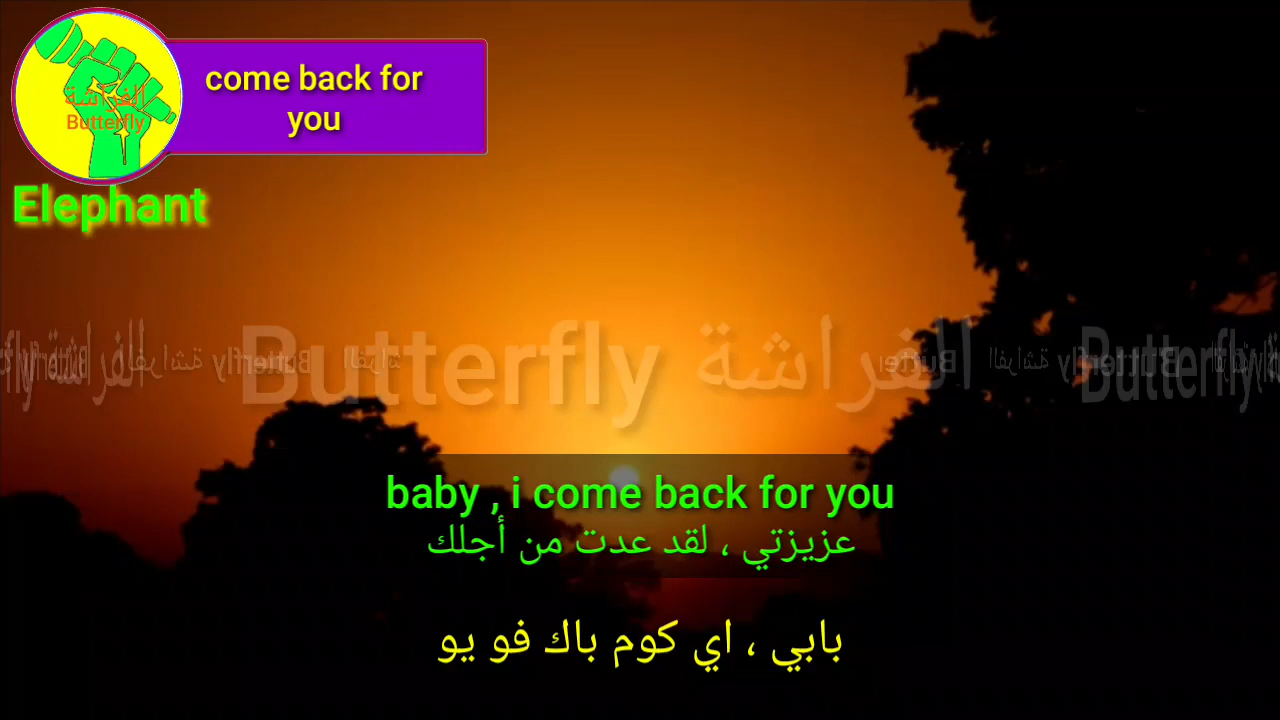 come back for
you
الفراشة
Butterfly
Elephant
Butterfly الفراشة
baby , i come back for you
عزيزتي ، لقد عدت من أجلك
بابي ، اي كوم باك فو يو